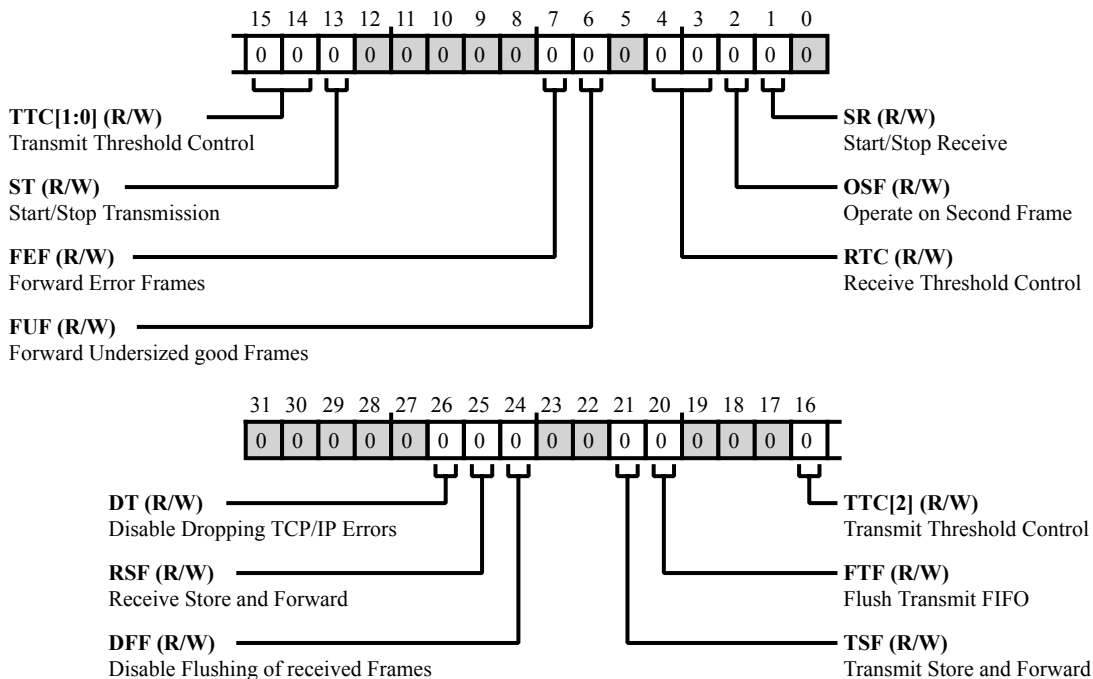 15 14 13 12 11 10 9 8 7 6 5 4 3 2 1 0
0 0 0 0 0 0 0 0 0 0 0 0 0 0 0 0
TTC[1:0] (R/W)
Transmit Threshold Control
ST (R/W)
Start/Stop Transmission
FEF (R/W)
Forward Error Frames
FUF (R/W)
Forward Undersized good Frames
SR (R/W)
Start/Stop Receive
OSF (R/W)
Operate on Second Frame
RTC (R/W)
Receive Threshold Control
31 30 29 28 27 26 25 24 23 22 21 20 19 18 17 16
0 0 0 0 0 0 0 0 0 0 0 0 0 0 0 0
DT (R/W)
Disable Dropping TCP/IP Errors
RSF (R/W)
Receive Store and Forward
DFF (R/W)
Disable Flushing of received Frames
TTC[2] (R/W)
Transmit Threshold Control
FTF (R/W)
Flush Transmit FIFO
TSF (R/W)
Transmit Store and Forward